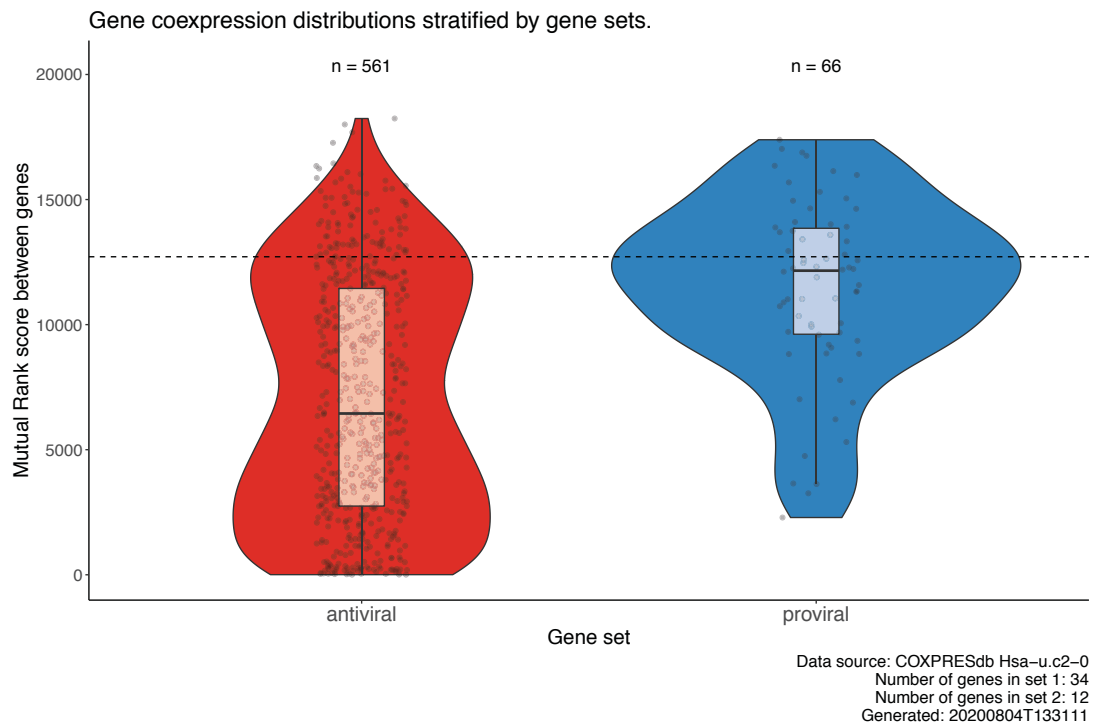 Gene coexpression distributions stratified by gene sets.
n = 561
n = 66
20000
15000
10000
5000
0
Mutual Rank score between genes
antiviral
proviral
Gene set
Data source: COXPRESdb Hsa−u.c2−0
Number of genes in set 1: 34
Number of genes in set 2: 12
Generated: 20200804T133111